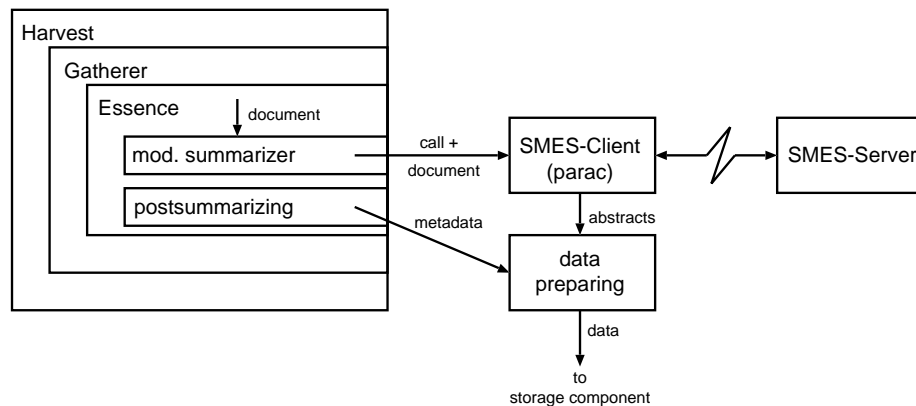 Harvest
Gatherer
Essence
document
mod. summarizer
call +
document
SMES-Client
(parac)
SMES-Server
postsummarizing
metadata
abstracts
data
preparing
data
to
storage component